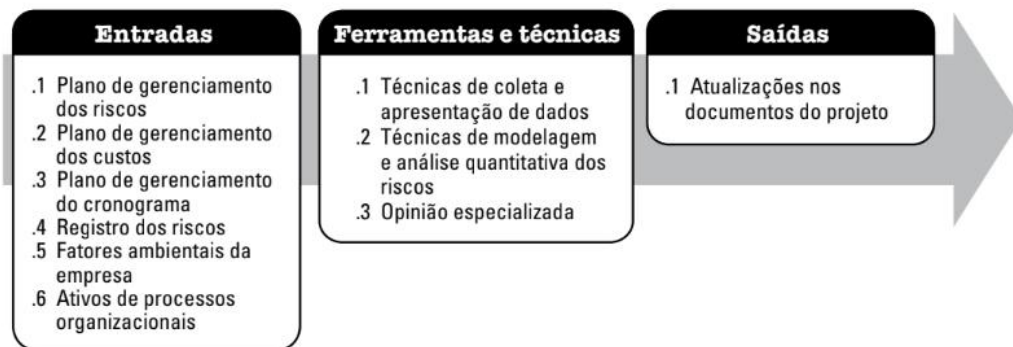 Entradas
.1 Plano de gerenciamento
dos riscos
.2 Plano de gerenciamento
dos custos
.3 Plano de gerenciamento
do cronograma
.4 Registro dos riscos
.5 Fatores ambientais da
empresa
.6 Ativos de processos
organizacionais
Ferramentas e técnicas
.1 Técnicas de coleta e
apresentação de dados
.2 Técnicas de modelagem
e análise quantitativa dos
riscos
.3 Opinião especializada
Saídas
.1 Atualizações nos
documentos do projeto